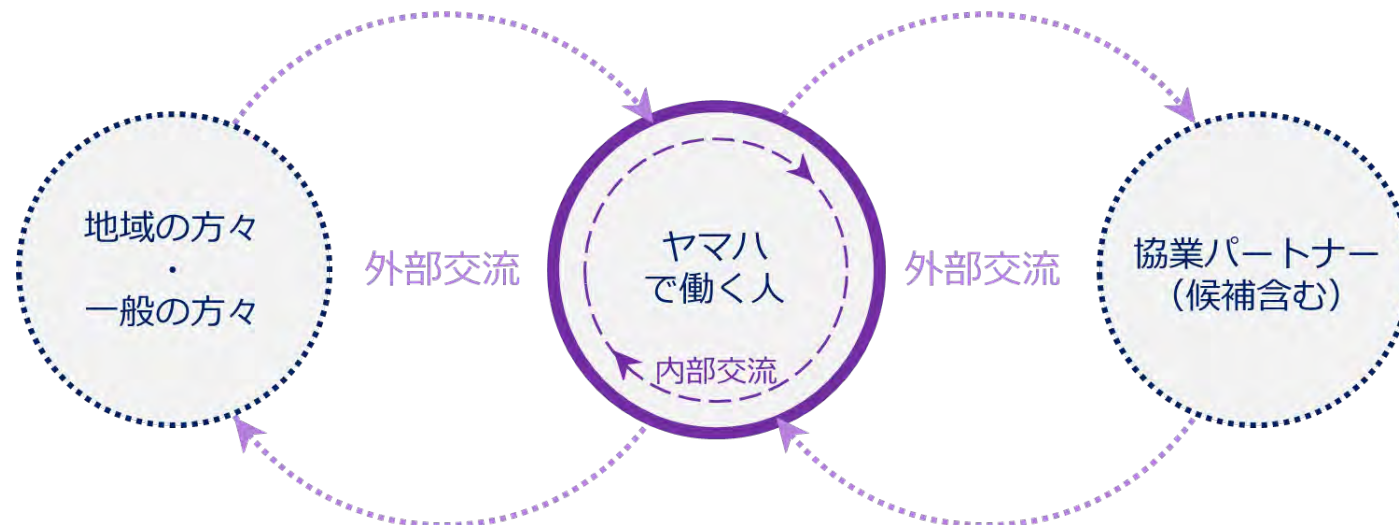 地域の方々
・
一般の方々
外部交流
ヤマハ
で働く人
内部交流
外部交流
協業パートナー
（候補含む）